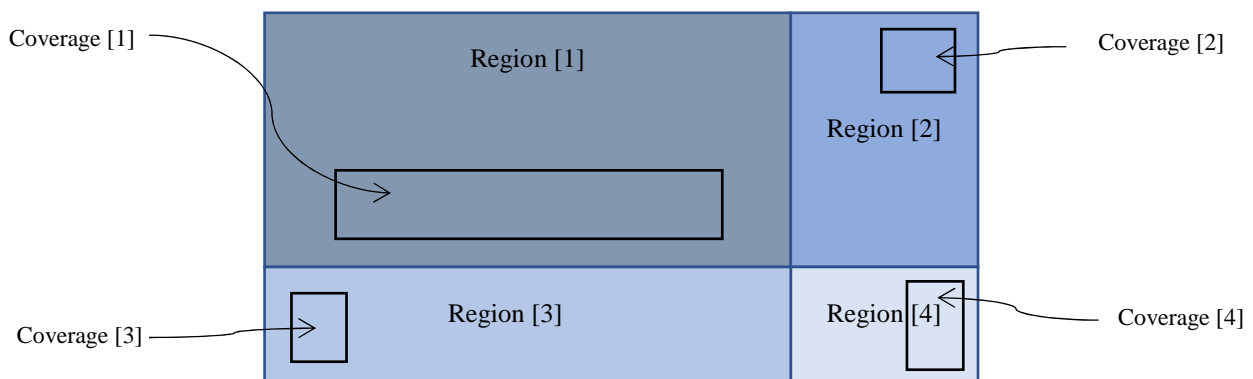 Coverage [1]
Region [1]
Coverage [2]
Region [2]
Coverage [3]
Region [3]
Region [4]
Coverage [4]